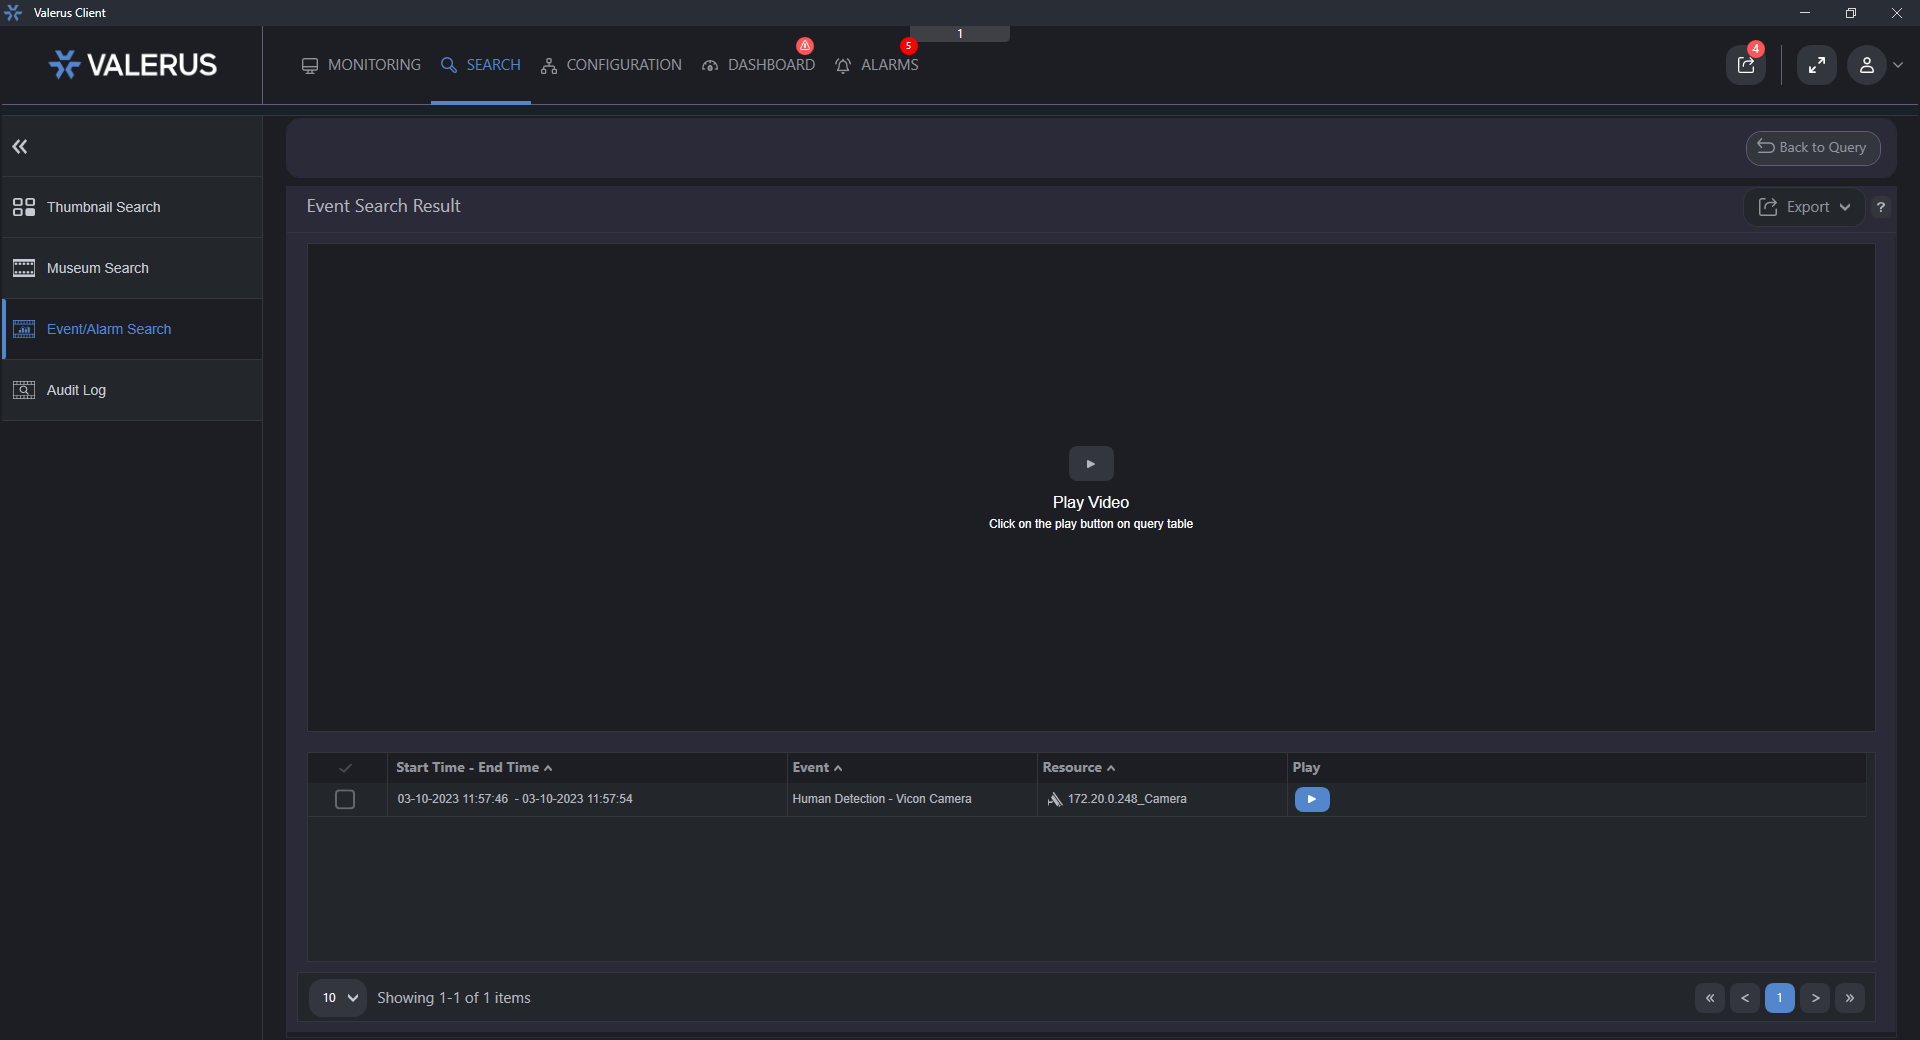 Valerus Client
1
VALERUS
MONITORING
SEARCH
CONFIGURATION
DASHBOARD
5
ALARMS
4
Back to Query
Thumbnail Search
Museum Search
Event/Alarm Search
Audit Log
Event Search Result
Export
?
Play Video
Click on the play button on query table
Start Time - End Time Event Resource Play
03-10-2023 11:57:46 - 03-10-2023 11:57:54 Human Detection - Vicon Camera 172.20.0.248_Camera
10 Showing 1-1 of 1 items « < 1 > »